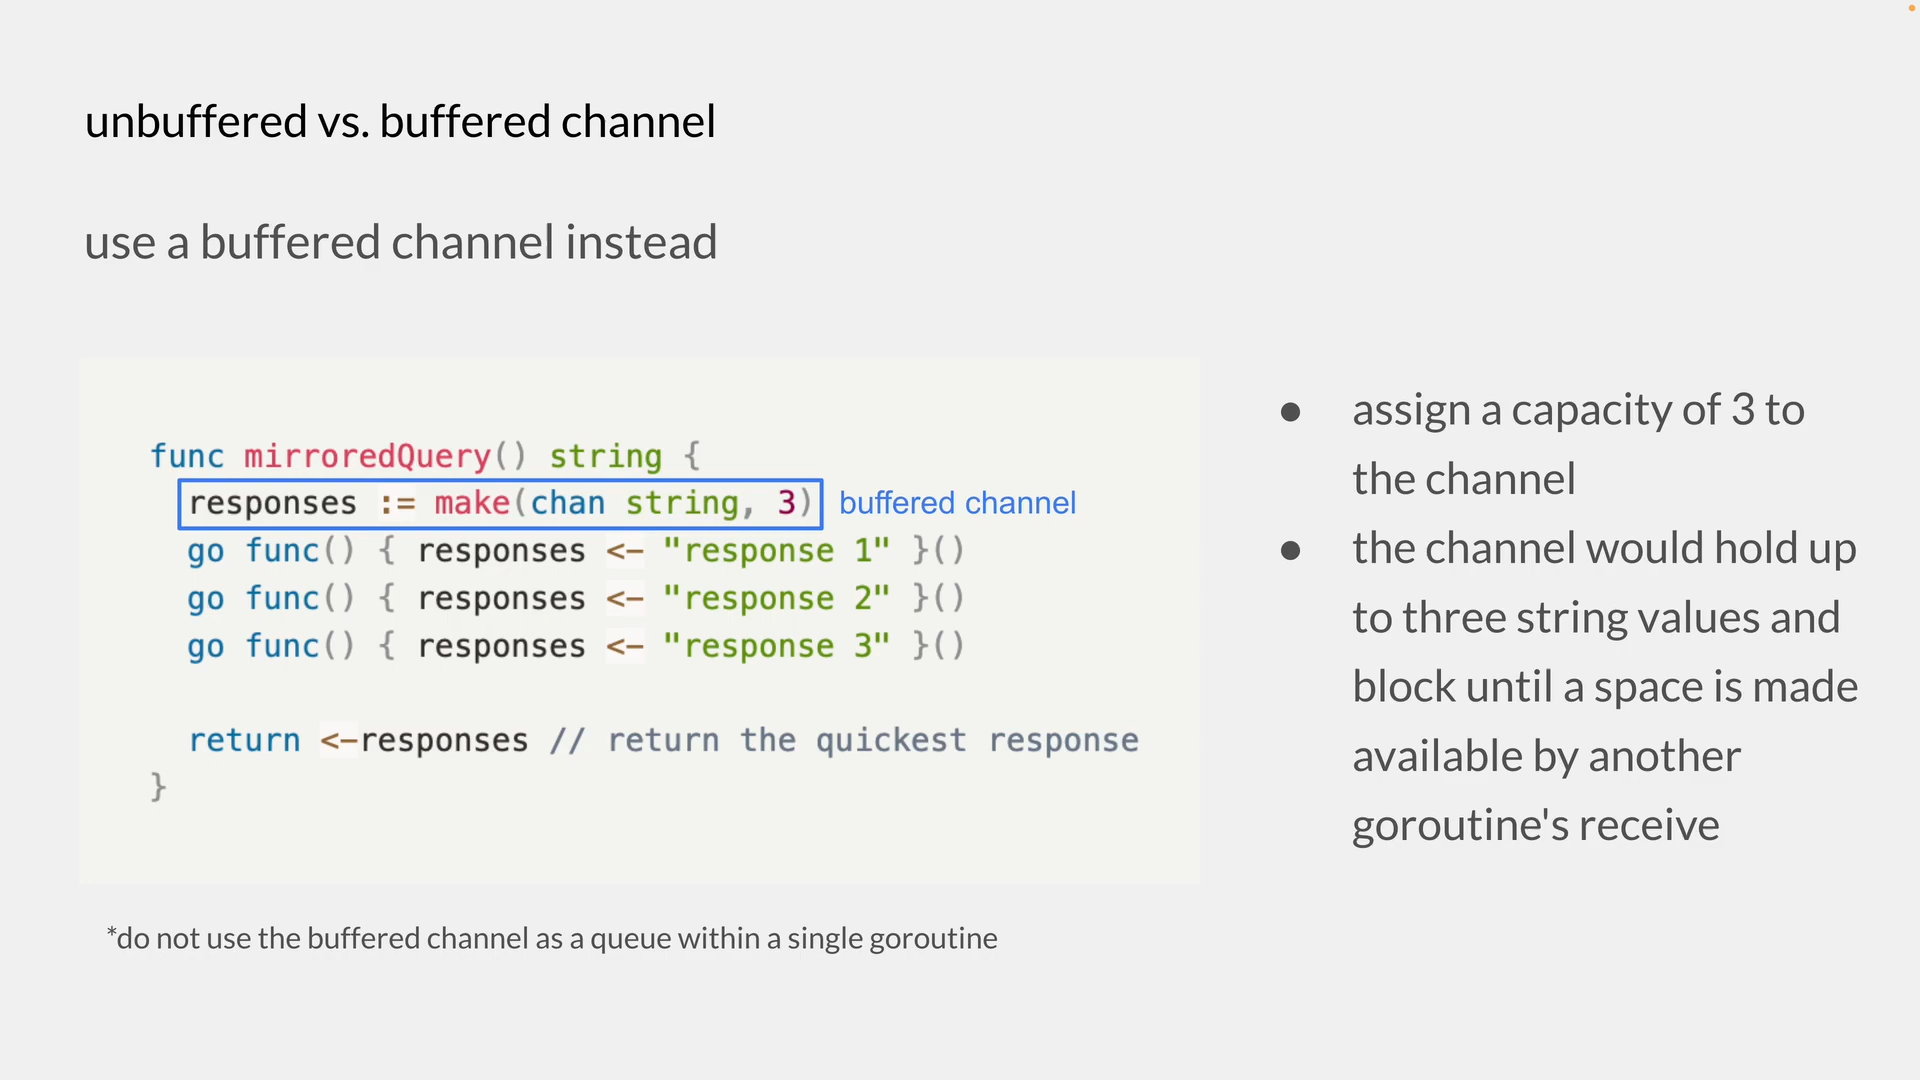 unbuffered vs. buffered channel
use a buffered channel instead
func mirroredQuery() string {
responses := make(chan string, 3) buffered channel
go func() { responses <- "response 1" }()
go func() { responses <- "response 2" }()
go func() { responses <- "response 3" }()
return <-responses // return the quickest response
}
● assign a capacity of 3 to
the channel
● the channel would hold up
to three string values and
block until a space is made
available by another
goroutine's receive
*do not use the buffered channel as a queue within a single goroutine